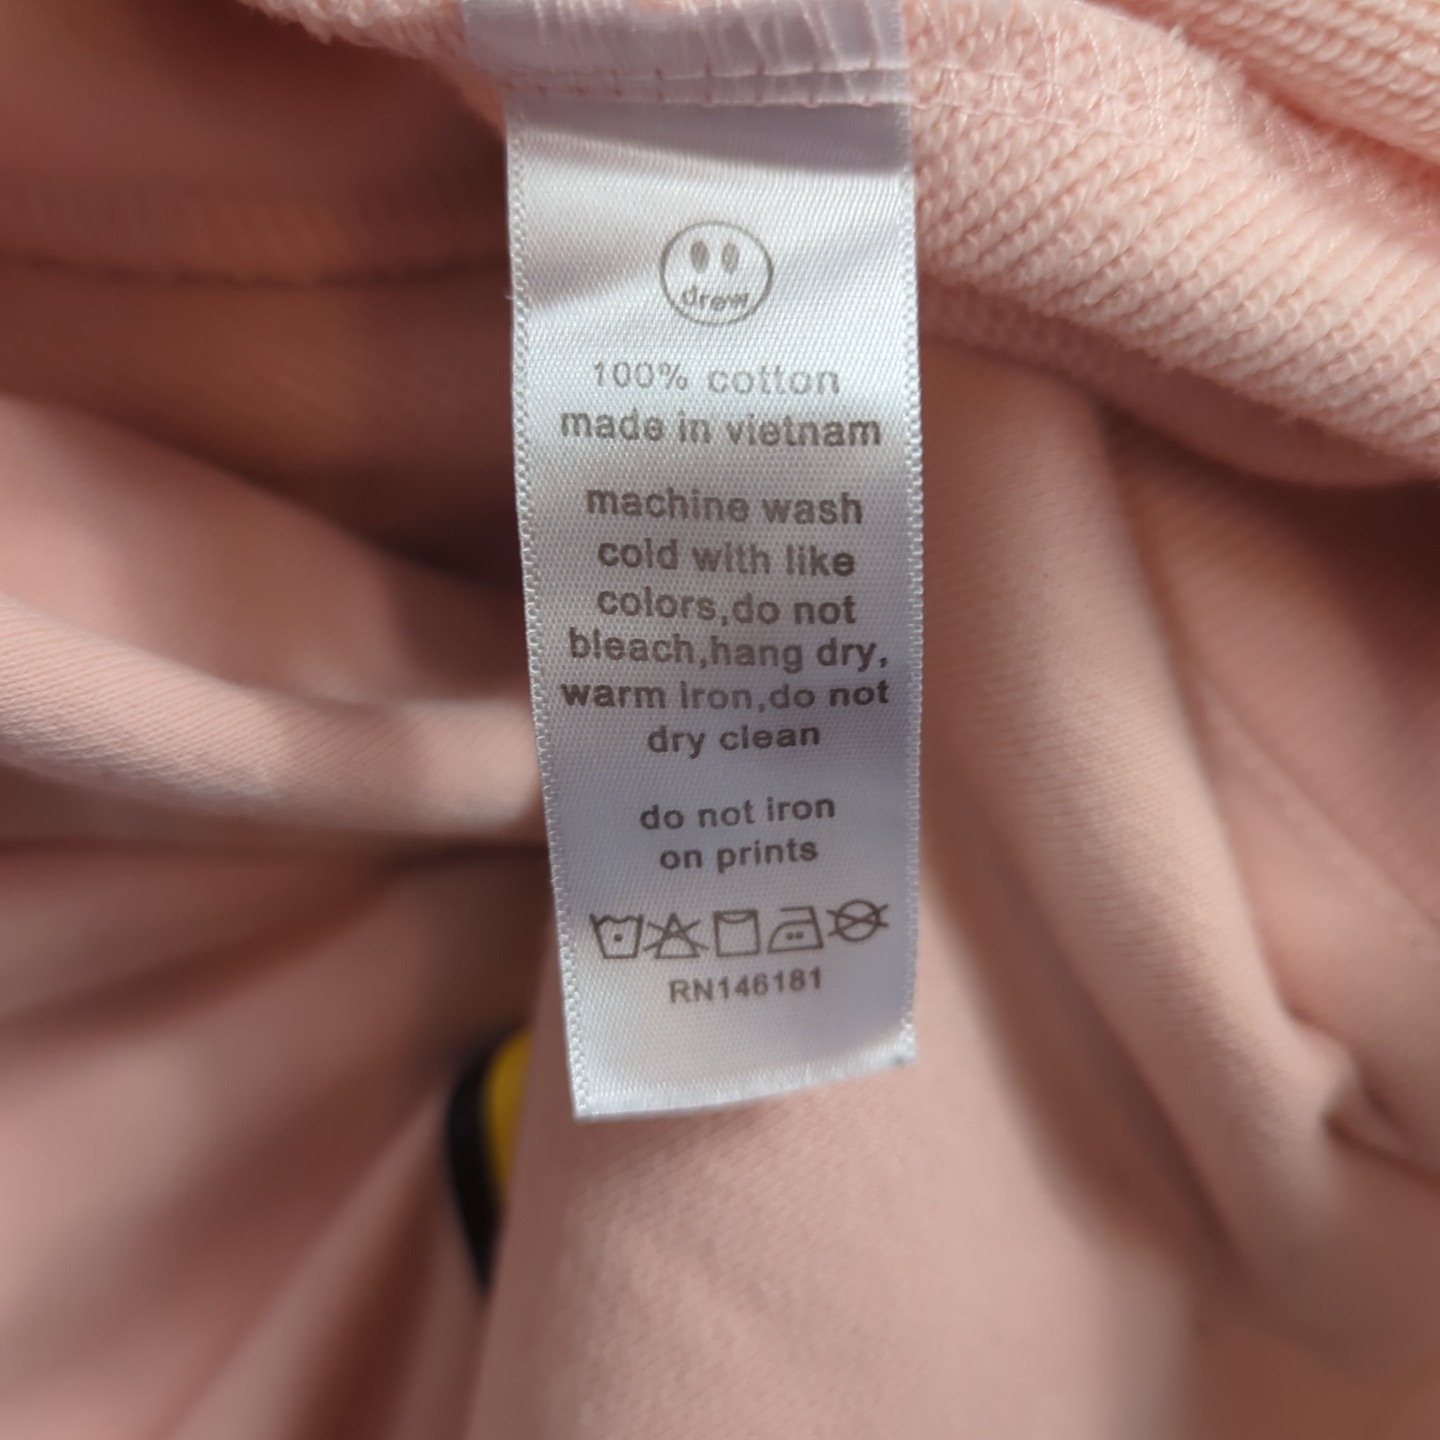 drew
100% cotton
made in vietnam
machine wash
cold with like
colors,do not
bleach,hang dry,
warm iron,do not
dry clean
do not iron
on prints
RN146181